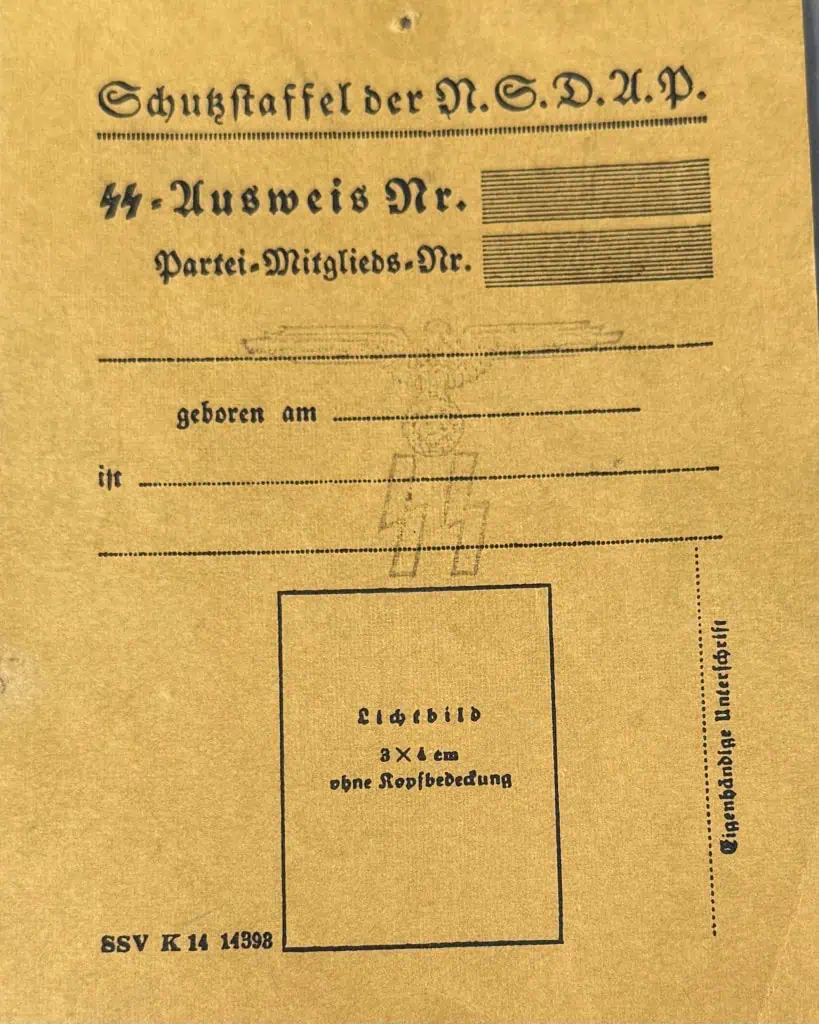 Schutzstaffel der N.S.D.A.P.
ᛋᛋ-Ausweis Nr.
Partei-Mitglieds-Nr.
geboren am
ist
Lichtbild
3×4 cm
ohne Kopfbedeckung
Eigenhändige Unterschrift
SSV K 14 14398